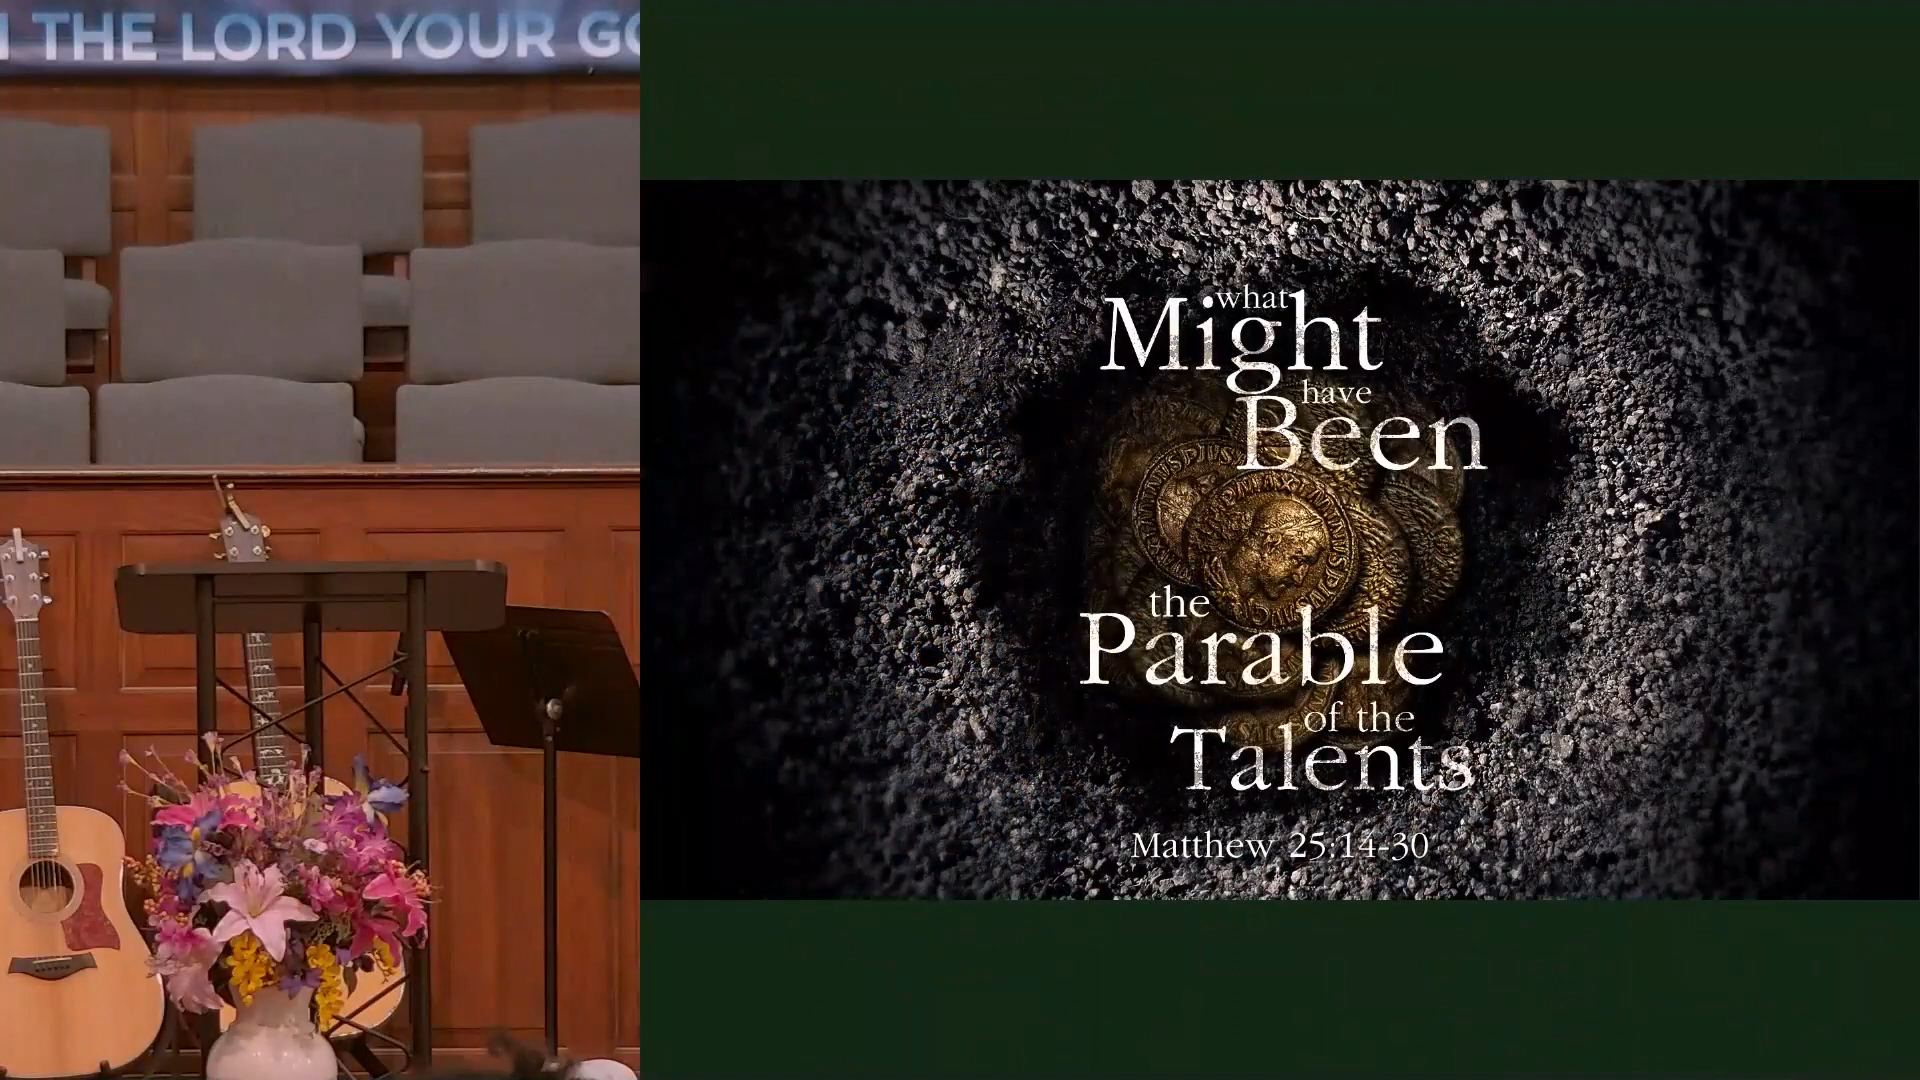 THE LORD YOUR
what
Might
have
Been
the
Parable
of the
Talents
Matthew 25:14-30